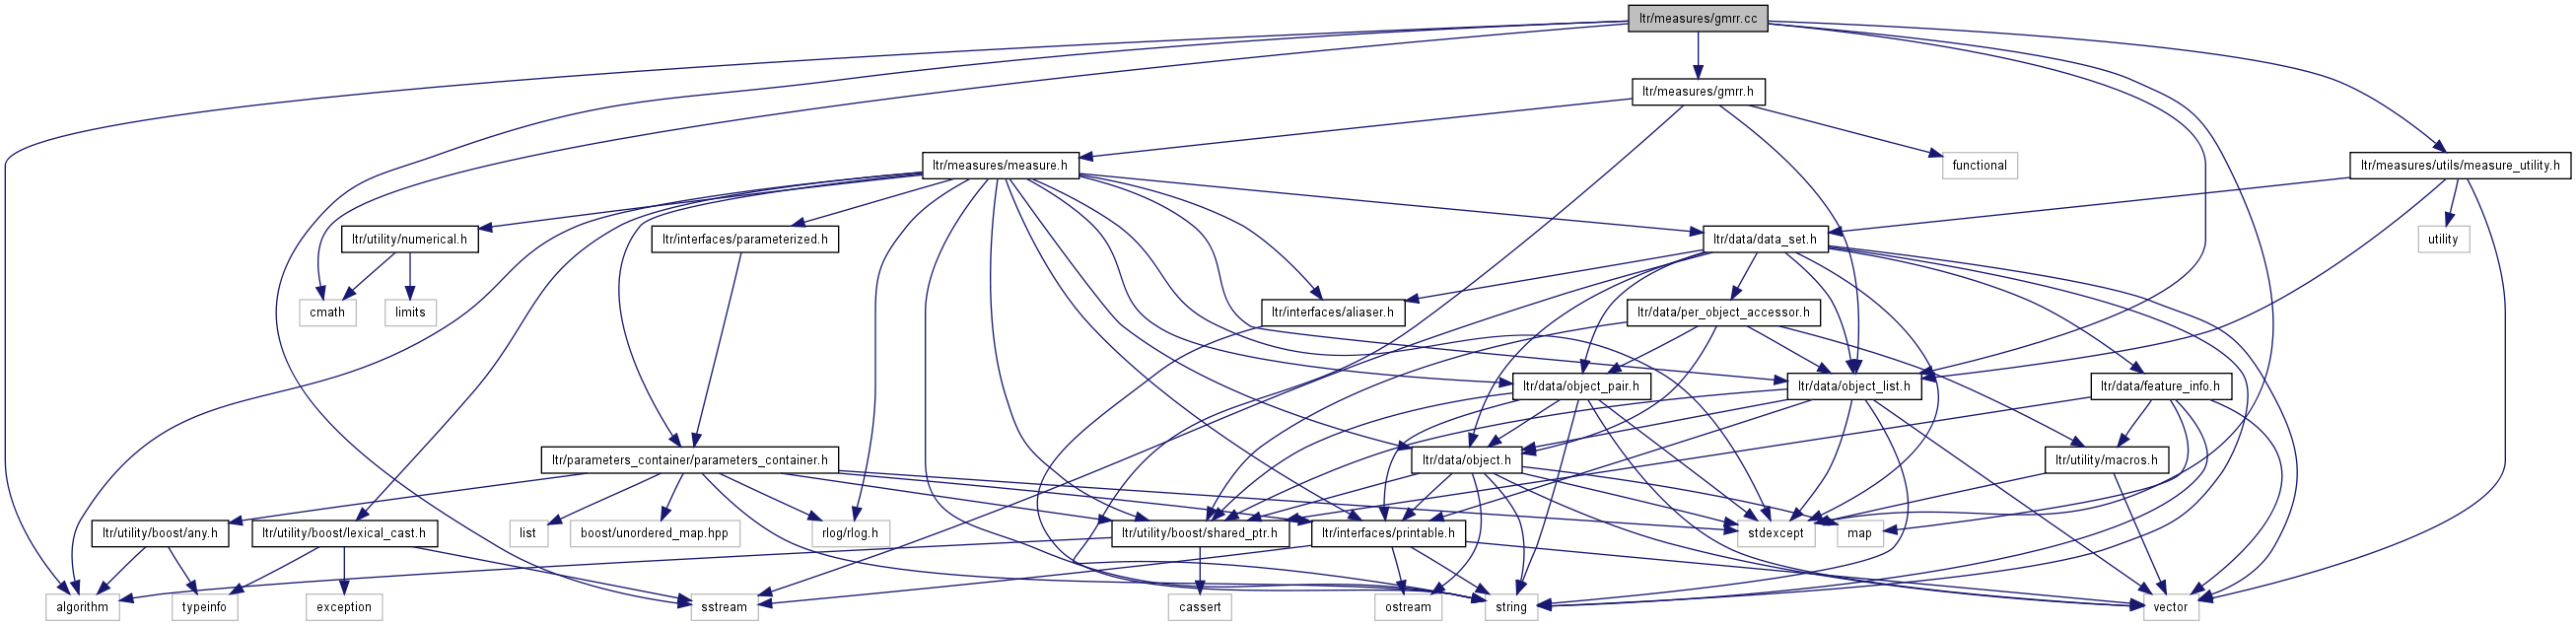 ltr/measures/gmrr.cc
ltr/measures/gmrr.h
ltr/measures/measure.h
functional
ltr/measures/utils/measure_utility.h
ltr/utility/numerical.h
ltr/interfaces/parameterized.h
ltr/data/data_set.h
utility
cmath
limits
ltr/interfaces/aliaser.h
ltr/data/per_object_accessor.h
ltr/data/object_pair.h
ltr/data/object_list.h
ltr/data/feature_info.h
ltr/parameters_container/parameters_container.h
ltr/data/object.h
ltr/utility/macros.h
ltr/utility/boost/any.h
ltr/utility/boost/lexical_cast.h
list
boost/unordered_map.hpp
rlog/rlog.h
ltr/utility/boost/shared_ptr.h
ltr/interfaces/printable.h
stdexcept
map
algorithm
typeinfo
exception
sstream
cassert
ostream
string
vector